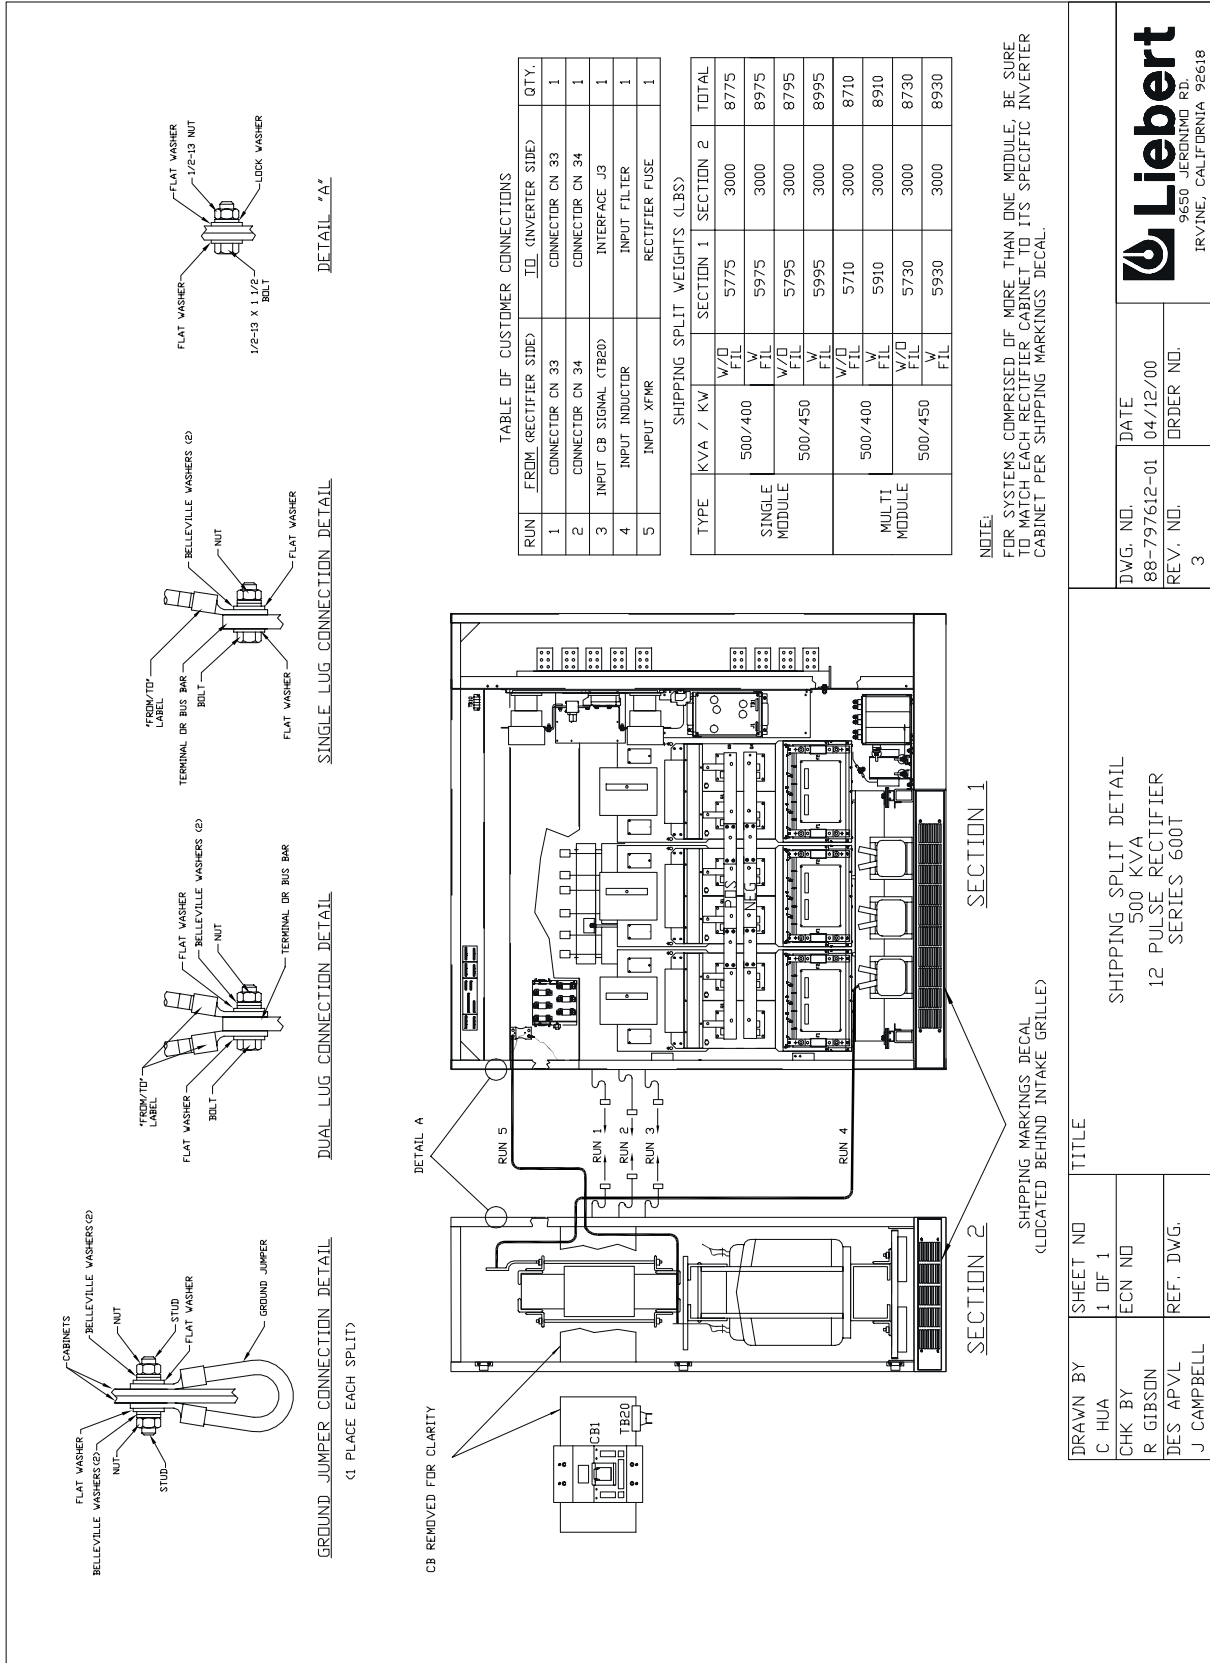 CABINETS
BELLEVILLE WASHERS(2)
NUT
STUD
FLAT WASHER
GROUND JUMPER
FLAT WASHER
BELLEVILLE WASHERS(2)
NUT
STUD
GROUND JUMPER CONNECTION DETAIL
(1 PLACE EACH SPLIT)
"FROM/TO"
LABEL
FLAT WASHER
BOLT
FLAT WASHER
BELLEVILLE WASHERS (2)
NUT
TERMINAL OR BUS BAR
DUAL LUG CONNECTION DETAIL
"FROM/TO"
LABEL
TERMINAL OR BUS BAR
BOLT
FLAT WASHER
BELLEVILLE WASHERS (2)
NUT
FLAT WASHER
SINGLE LUG CONNECTION DETAIL
FLAT WASHER
1/2-13 X 1 1/2
BOLT
FLAT WASHER
1/2-13 NUT
LOCK WASHER
DETAIL "A"
CB REMOVED FOR CLARITY
CB1
TB20
DETAIL A
RUN 5
RUN 1
RUN 2
RUN 3
RUN 4
POS
NEG
SECTION 2
SECTION 1
SHIPPING MARKINGS DECAL
(LOCATED BEHIND INTAKE GRILLE)
TABLE OF CUSTOMER CONNECTIONS
RUN FROM (RECTIFIER SIDE) TO (INVERTER SIDE) QTY.
1 CONNECTOR CN 33 CONNECTOR CN 33 1
2 CONNECTOR CN 34 CONNECTOR CN 34 1
3 INPUT CB SIGNAL (TB20) INTERFACE J3 1
4 INPUT INDUCTOR INPUT FILTER 1
5 INPUT XFMR RECTIFIER FUSE 1
SHIPPING SPLIT WEIGHTS (LBS)
TYPE KVA / KW SECTION 1 SECTION 2 TOTAL
SINGLE MODULE 500/400 W/O FIL 5775 3000 8775
W FIL 5975 3000 8975
500/450 W/O FIL 5795 3000 8795
W FIL 5995 3000 8995
MULTI MODULE 500/400 W/O FIL 5710 3000 8710
W FIL 5910 3000 8910
500/450 W/O FIL 5730 3000 8730
W FIL 5930 3000 8930
NOTE:
FOR SYSTEMS COMPRISED OF MORE THAN ONE MODULE, BE SURE
TO MATCH EACH RECTIFIER CABINET TO ITS SPECIFIC INVERTER
CABINET PER SHIPPING MARKINGS DECAL.
DRAWN BY
C HUA
CHK BY
R GIBSON
DES APVL
J CAMPBELL
SHEET NO
1 OF 1
ECN NO
REF. DWG.
TITLE
SHIPPING SPLIT DETAIL
500 KVA
12 PULSE RECTIFIER
SERIES 600T
DWG. NO.
88-797612-01
REV. NO.
3
DATE
04/12/00
ORDER NO.
Liebert
9650 JERONIMO RD.
IRVINE, CALIFORNIA 92618